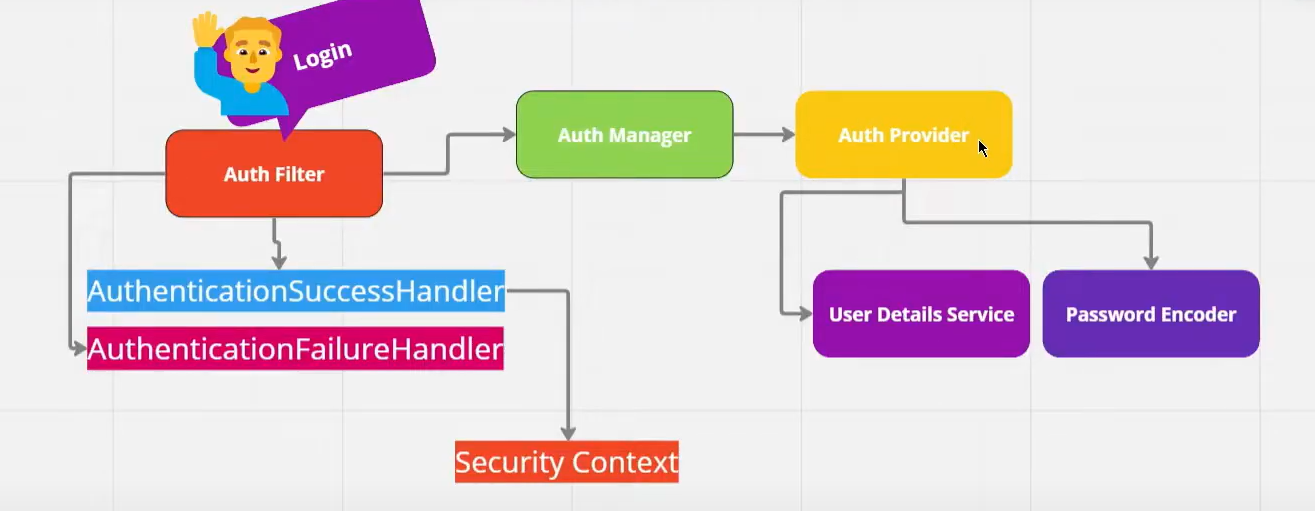 Login
Auth Manager
Auth Provider
Auth Filter
AuthenticationSuccessHandler
User Details Service
Password Encoder
AuthenticationFailureHandler
Security Context